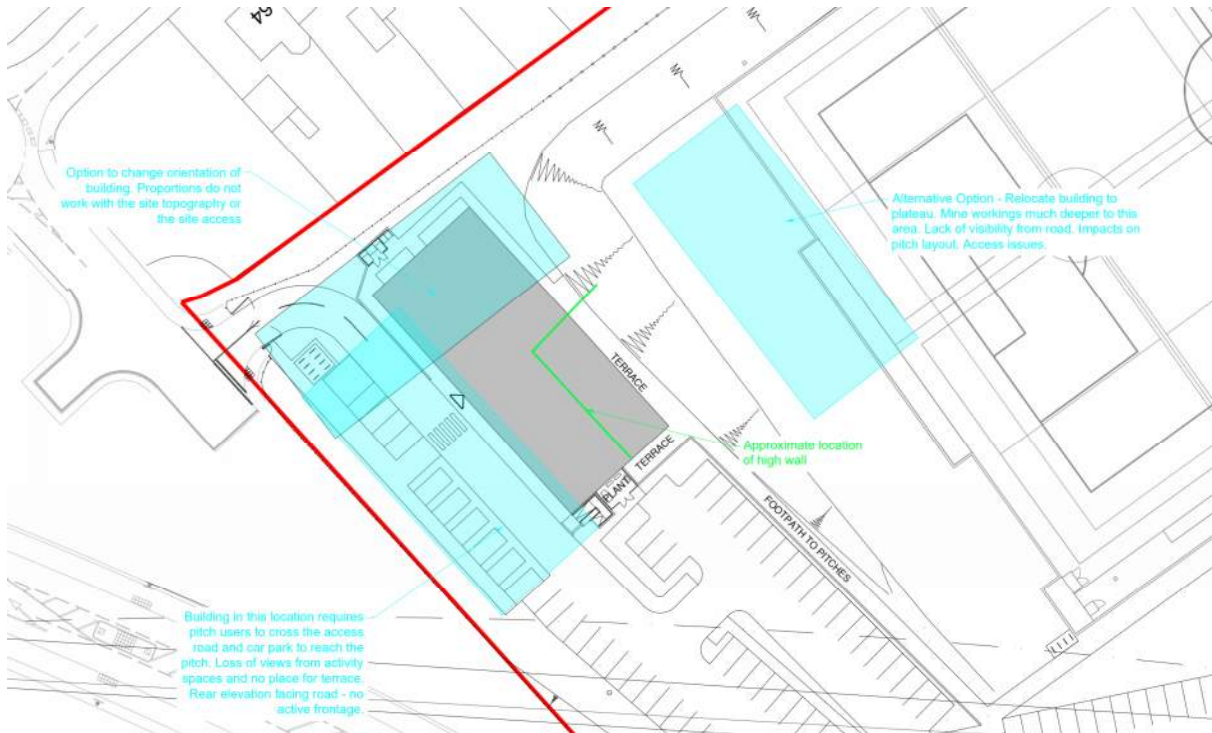 64
Option to change orientation of
building. Proportions do not
work with the site topography or
the site access
Alternative Option - Relocate building to
plateau. Mine workings much deeper to this
area. Lack of visibility from road. Impacts on
pitch layout. Access issues.
TERRACE
TERRACE
PLANT
Approximate location
of high wall
FOOTPATH TO PITCHES
Building in this location requires
pitch users to cross the access
road and car park to reach the
pitch. Loss of views from activity
spaces and no place for terrace.
Rear elevation facing road - no
active frontage.